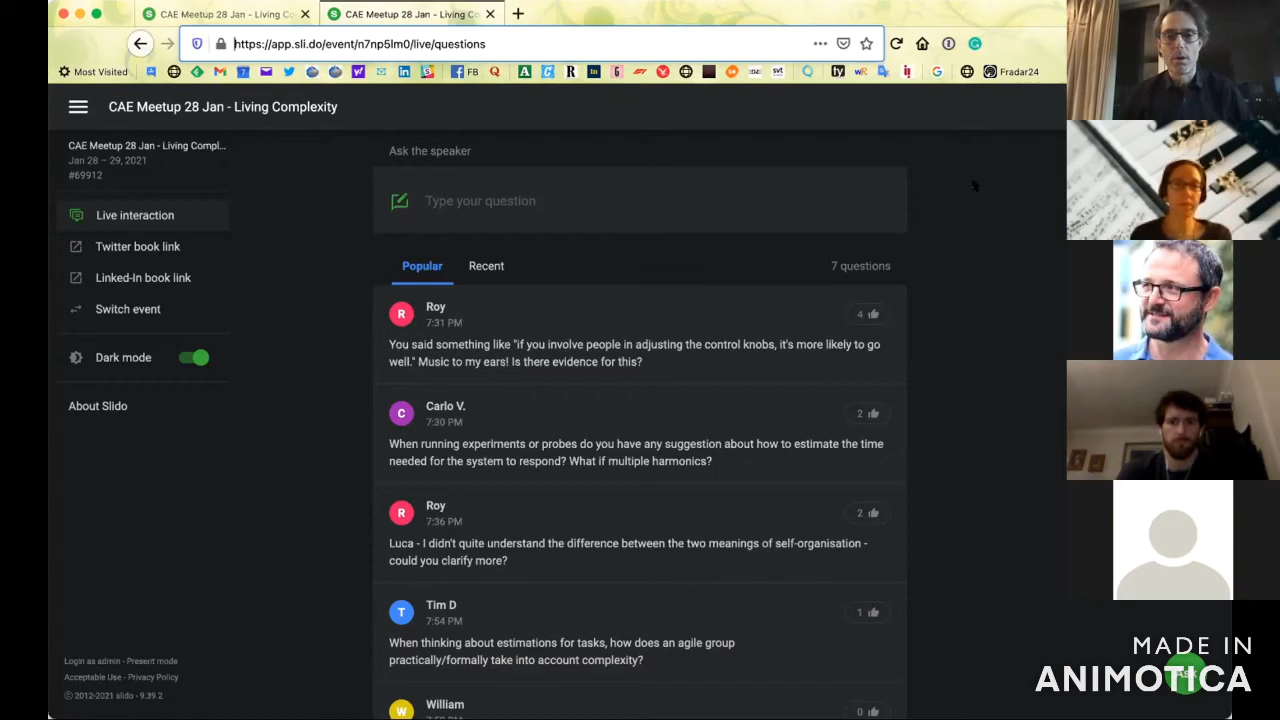 CAE Meetup 28 Jan - Living Co
CAE Meetup 28 Jan - Living Co
https://app.sli.do/event/n7np5lm0/live/questions
Most Visited
FB
Fradar24
CAE Meetup 28 Jan - Living Complexity
CAE Meetup 28 Jan - Living Compl...
Jan 28 – 29, 2021
#69912
Live interaction
Twitter book link
Linked-In book link
Switch event
Dark mode
About Slido
Login as admin - Present mode
Acceptable Use - Privacy Policy
© 2012-2021 slido - 9.39.2
Ask the speaker
Type your question
Popular Recent 7 questions
R Roy
7:31 PM
4
You said something like "if you involve people in adjusting the control knobs, it's more likely to go
well." Music to my ears! Is there evidence for this?
C Carlo V.
7:30 PM
2
When running experiments or probes do you have any suggestion about how to estimate the time
needed for the system to respond? What if multiple harmonics?
R Roy
7:36 PM
2
Luca - I didn't quite understand the difference between the two meanings of self-organisation -
could you clarify more?
T Tim D
7:54 PM
1
When thinking about estimations for tasks, how does an agile group
practically/formally take into account complexity?
W William
0
MADE IN
ANIMOTICA